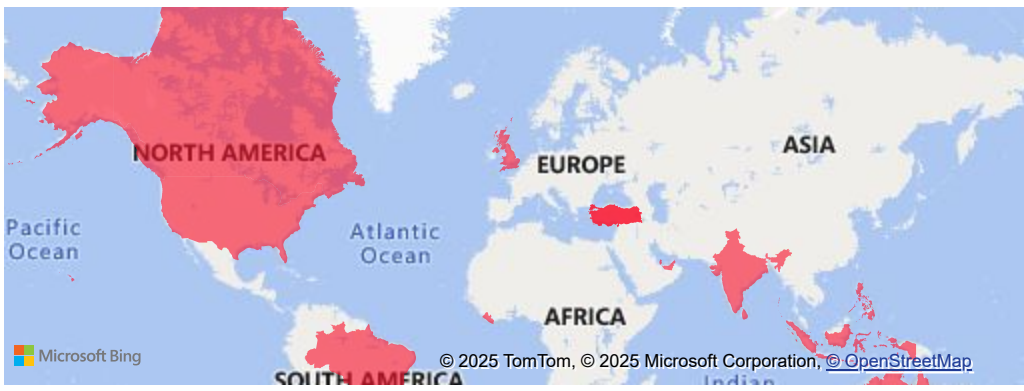 NORTH AMERICA
EUROPE
ASIA
Pacific
Ocean
Atlantic
Ocean
AFRICA
Microsoft Bing
© 2025 TomTom, © 2025 Microsoft Corporation, © OpenStreetMap
SOUTH AMERICA
Indian